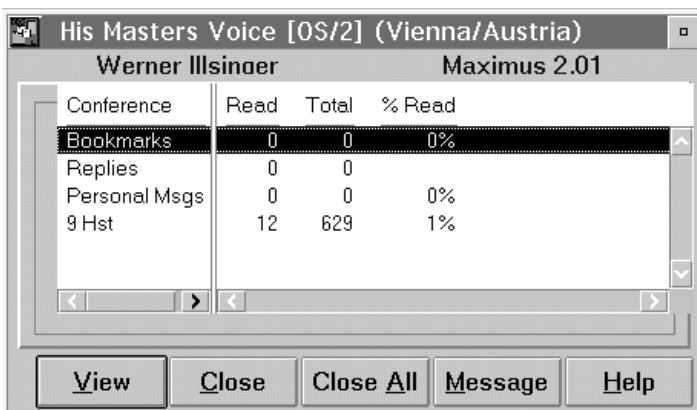 His Masters Voice [OS/2] (Vienna/Austria)
Werner Illsinger Maximus 2.01
Conference Read Total % Read
Bookmarks 0 0 0%
Replies 0 0
Personal Msgs 0 0 0%
9 Hst 12 629 1%
View Close Close All Message Help